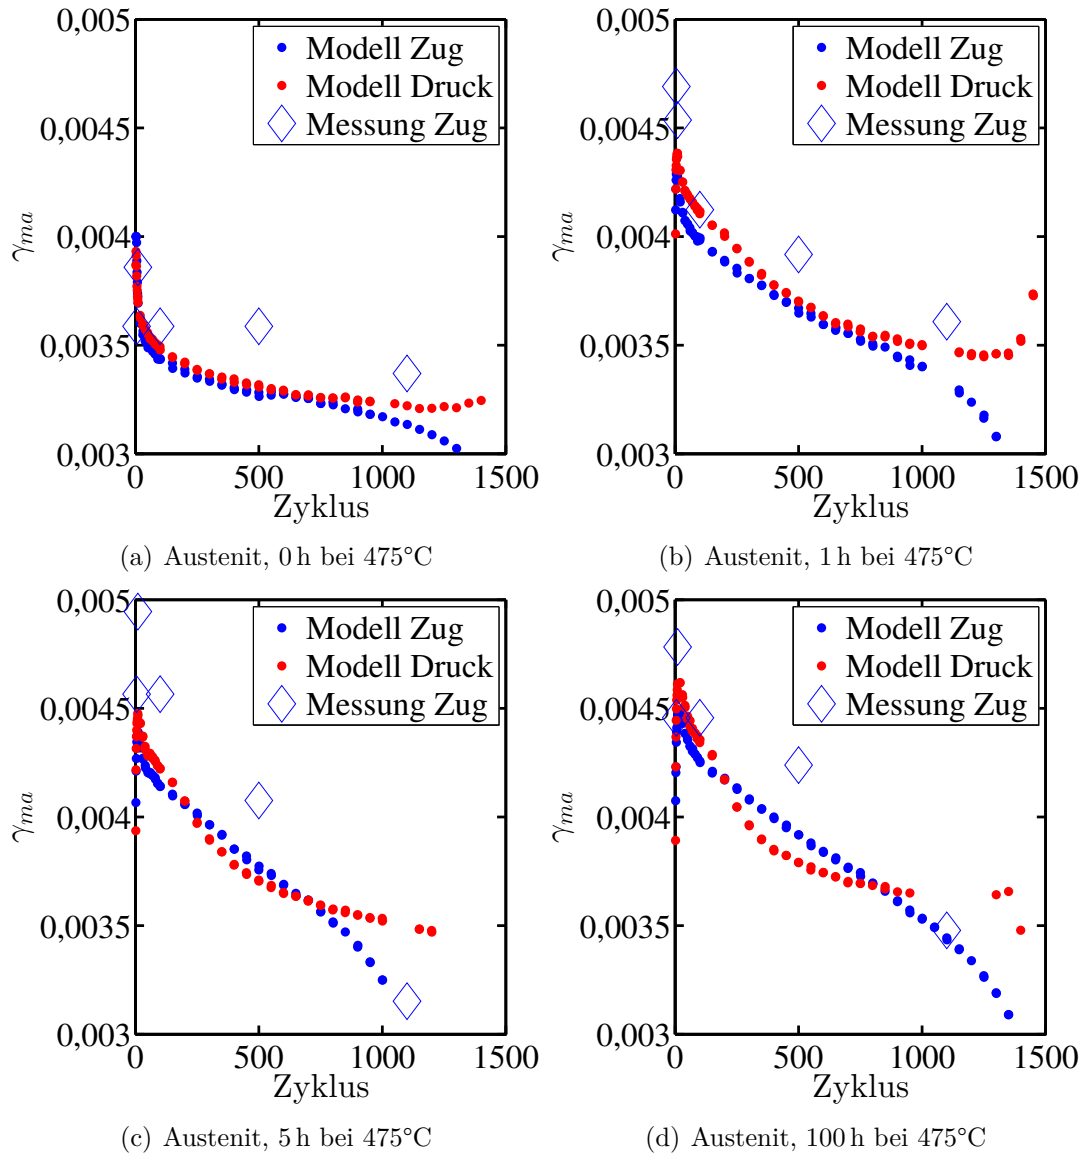 0,005
0,0045
0,004
0,0035
0,003
γma
Modell Zug
Modell Druck
Messung Zug
0 500 1000 1500
Zyklus
(a) Austenit, 0 h bei 475°C
0,005
0,0045
0,004
0,0035
0,003
γma
Modell Zug
Modell Druck
Messung Zug
0 500 1000 1500
Zyklus
(b) Austenit, 1 h bei 475°C
0,005
0,0045
0,004
0,0035
0,003
γma
Modell Zug
Modell Druck
Messung Zug
0 500 1000 1500
Zyklus
(c) Austenit, 5 h bei 475°C
0,005
0,0045
0,004
0,0035
0,003
γma
Modell Zug
Modell Druck
Messung Zug
0 500 1000 1500
Zyklus
(d) Austenit, 100 h bei 475°C